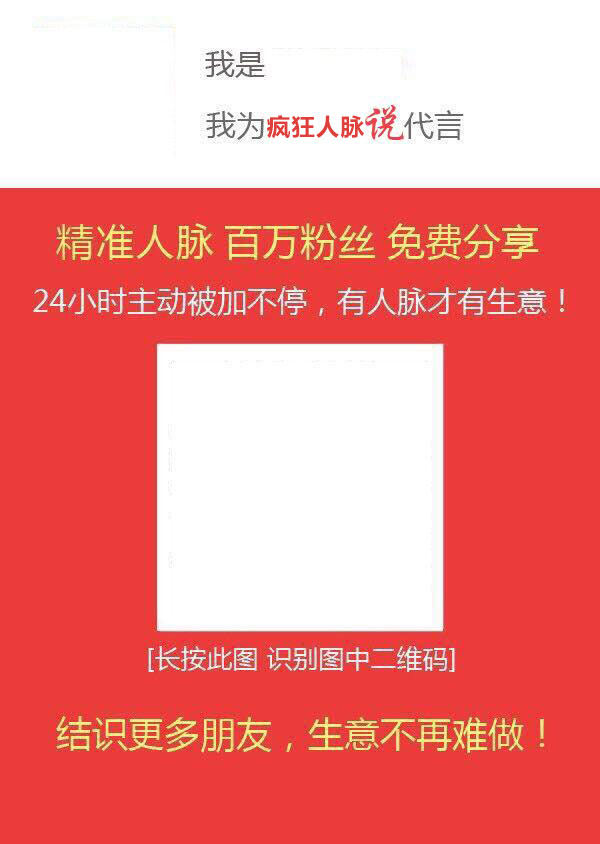 我是
我为疯狂人脉说代言
精准人脉 百万粉丝 免费分享
24小时主动被加不停，有人脉才有生意！
[长按此图 识别图中二维码]
结识更多朋友，生意不再难做！